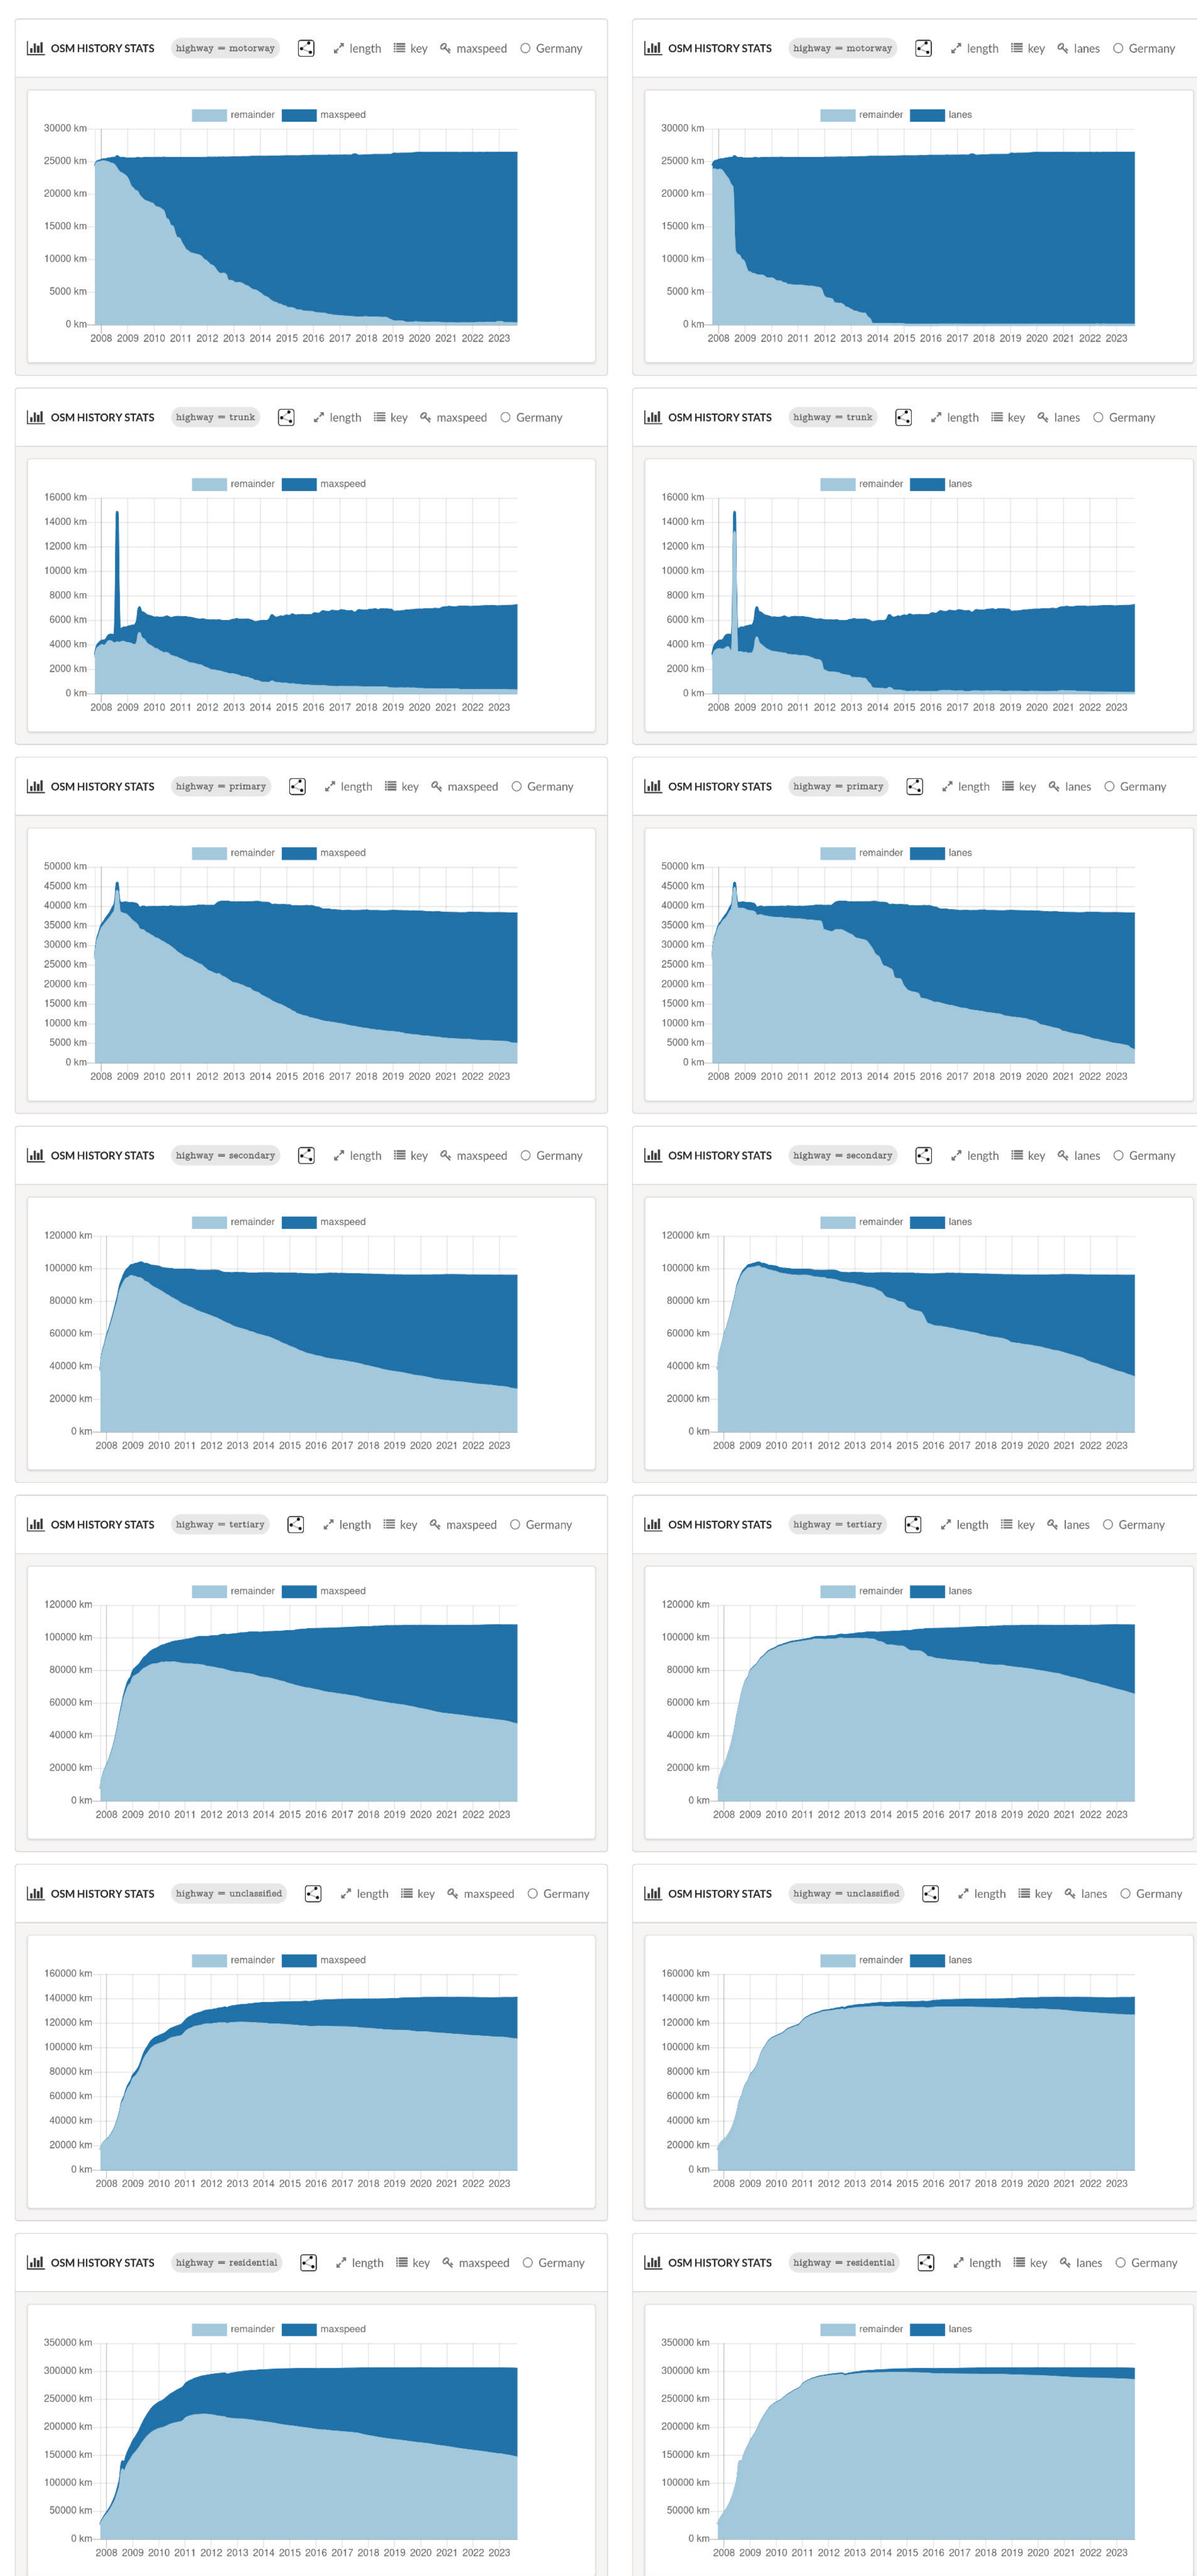 OSM HISTORY STATS highway = motorway length key maxspeed Germany
remainder maxspeed
30000 km
25000 km
20000 km
15000 km
10000 km
5000 km
0 km
2008 2009 2010 2011 2012 2013 2014 2015 2016 2017 2018 2019 2020 2021 2022 2023
OSM HISTORY STATS highway = motorway length key lanes Germany
remainder lanes
30000 km
25000 km
20000 km
15000 km
10000 km
5000 km
0 km
2008 2009 2010 2011 2012 2013 2014 2015 2016 2017 2018 2019 2020 2021 2022 2023
OSM HISTORY STATS highway = trunk length key maxspeed Germany
remainder maxspeed
16000 km
14000 km
12000 km
10000 km
8000 km
6000 km
4000 km
2000 km
0 km
2008 2009 2010 2011 2012 2013 2014 2015 2016 2017 2018 2019 2020 2021 2022 2023
OSM HISTORY STATS highway = trunk length key lanes Germany
remainder lanes
16000 km
14000 km
12000 km
10000 km
8000 km
6000 km
4000 km
2000 km
0 km
2008 2009 2010 2011 2012 2013 2014 2015 2016 2017 2018 2019 2020 2021 2022 2023
OSM HISTORY STATS highway = primary length key maxspeed Germany
remainder maxspeed
50000 km
45000 km
40000 km
35000 km
30000 km
25000 km
20000 km
15000 km
10000 km
5000 km
0 km
2008 2009 2010 2011 2012 2013 2014 2015 2016 2017 2018 2019 2020 2021 2022 2023
OSM HISTORY STATS highway = primary length key lanes Germany
remainder lanes
50000 km
45000 km
40000 km
35000 km
30000 km
25000 km
20000 km
15000 km
10000 km
5000 km
0 km
2008 2009 2010 2011 2012 2013 2014 2015 2016 2017 2018 2019 2020 2021 2022 2023
OSM HISTORY STATS highway = secondary length key maxspeed Germany
remainder maxspeed
120000 km
100000 km
80000 km
60000 km
40000 km
20000 km
0 km
2008 2009 2010 2011 2012 2013 2014 2015 2016 2017 2018 2019 2020 2021 2022 2023
OSM HISTORY STATS highway = secondary length key lanes Germany
remainder lanes
120000 km
100000 km
80000 km
60000 km
40000 km
20000 km
0 km
2008 2009 2010 2011 2012 2013 2014 2015 2016 2017 2018 2019 2020 2021 2022 2023
OSM HISTORY STATS highway = tertiary length key maxspeed Germany
remainder maxspeed
120000 km
100000 km
80000 km
60000 km
40000 km
20000 km
0 km
2008 2009 2010 2011 2012 2013 2014 2015 2016 2017 2018 2019 2020 2021 2022 2023
OSM HISTORY STATS highway = tertiary length key lanes Germany
remainder lanes
120000 km
100000 km
80000 km
60000 km
40000 km
20000 km
0 km
2008 2009 2010 2011 2012 2013 2014 2015 2016 2017 2018 2019 2020 2021 2022 2023
OSM HISTORY STATS highway = unclassified length key maxspeed Germany
remainder maxspeed
160000 km
140000 km
120000 km
100000 km
80000 km
60000 km
40000 km
20000 km
0 km
2008 2009 2010 2011 2012 2013 2014 2015 2016 2017 2018 2019 2020 2021 2022 2023
OSM HISTORY STATS highway = unclassified length key lanes Germany
remainder lanes
160000 km
140000 km
120000 km
100000 km
80000 km
60000 km
40000 km
20000 km
0 km
2008 2009 2010 2011 2012 2013 2014 2015 2016 2017 2018 2019 2020 2021 2022 2023
OSM HISTORY STATS highway = residential length key maxspeed Germany
remainder maxspeed
350000 km
300000 km
250000 km
200000 km
150000 km
100000 km
50000 km
0 km
2008 2009 2010 2011 2012 2013 2014 2015 2016 2017 2018 2019 2020 2021 2022 2023
OSM HISTORY STATS highway = residential length key lanes Germany
remainder lanes
350000 km
300000 km
250000 km
200000 km
150000 km
100000 km
50000 km
0 km
2008 2009 2010 2011 2012 2013 2014 2015 2016 2017 2018 2019 2020 2021 2022 2023